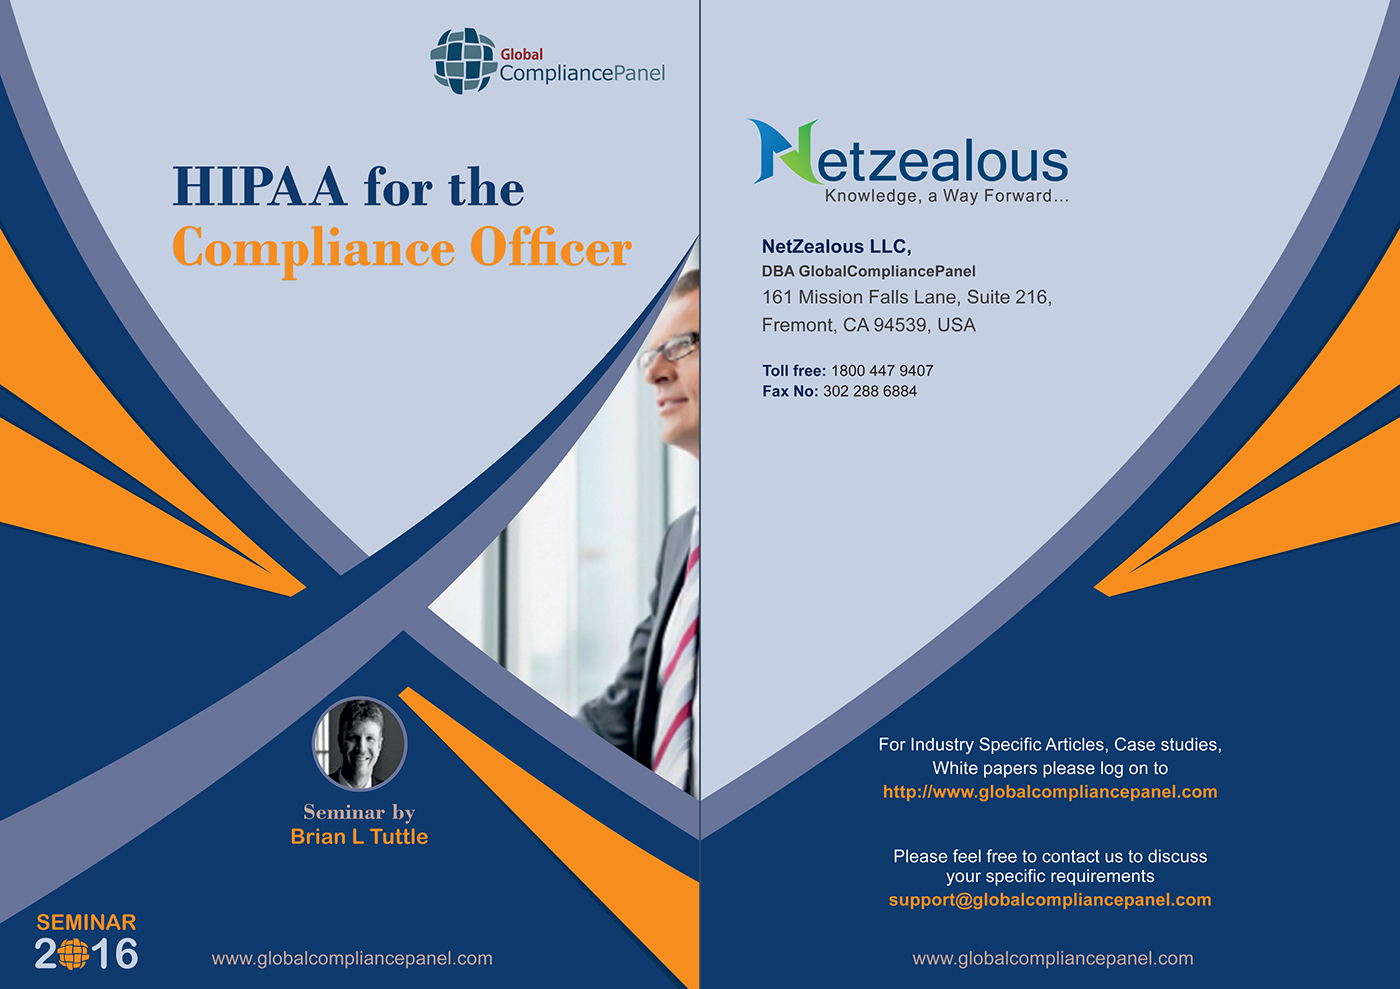 Global
CompliancePanel
HIPAA for the
Compliance Officer
Seminar by
Brian L Tuttle
SEMINAR
2016
www.globalcompliancepanel.com
Netzealous
Knowledge, a Way Forward...
NetZealous LLC,
DBA GlobalCompliancePanel
161 Mission Falls Lane, Suite 216,
Fremont, CA 94539, USA
Toll free: 1800 447 9407
Fax No: 302 288 6884
For Industry Specific Articles, Case studies,
White papers please log on to
http://www.globalcompliancepanel.com
Please feel free to contact us to discuss
your specific requirements
support@globalcompliancepanel.com
www.globalcompliancepanel.com